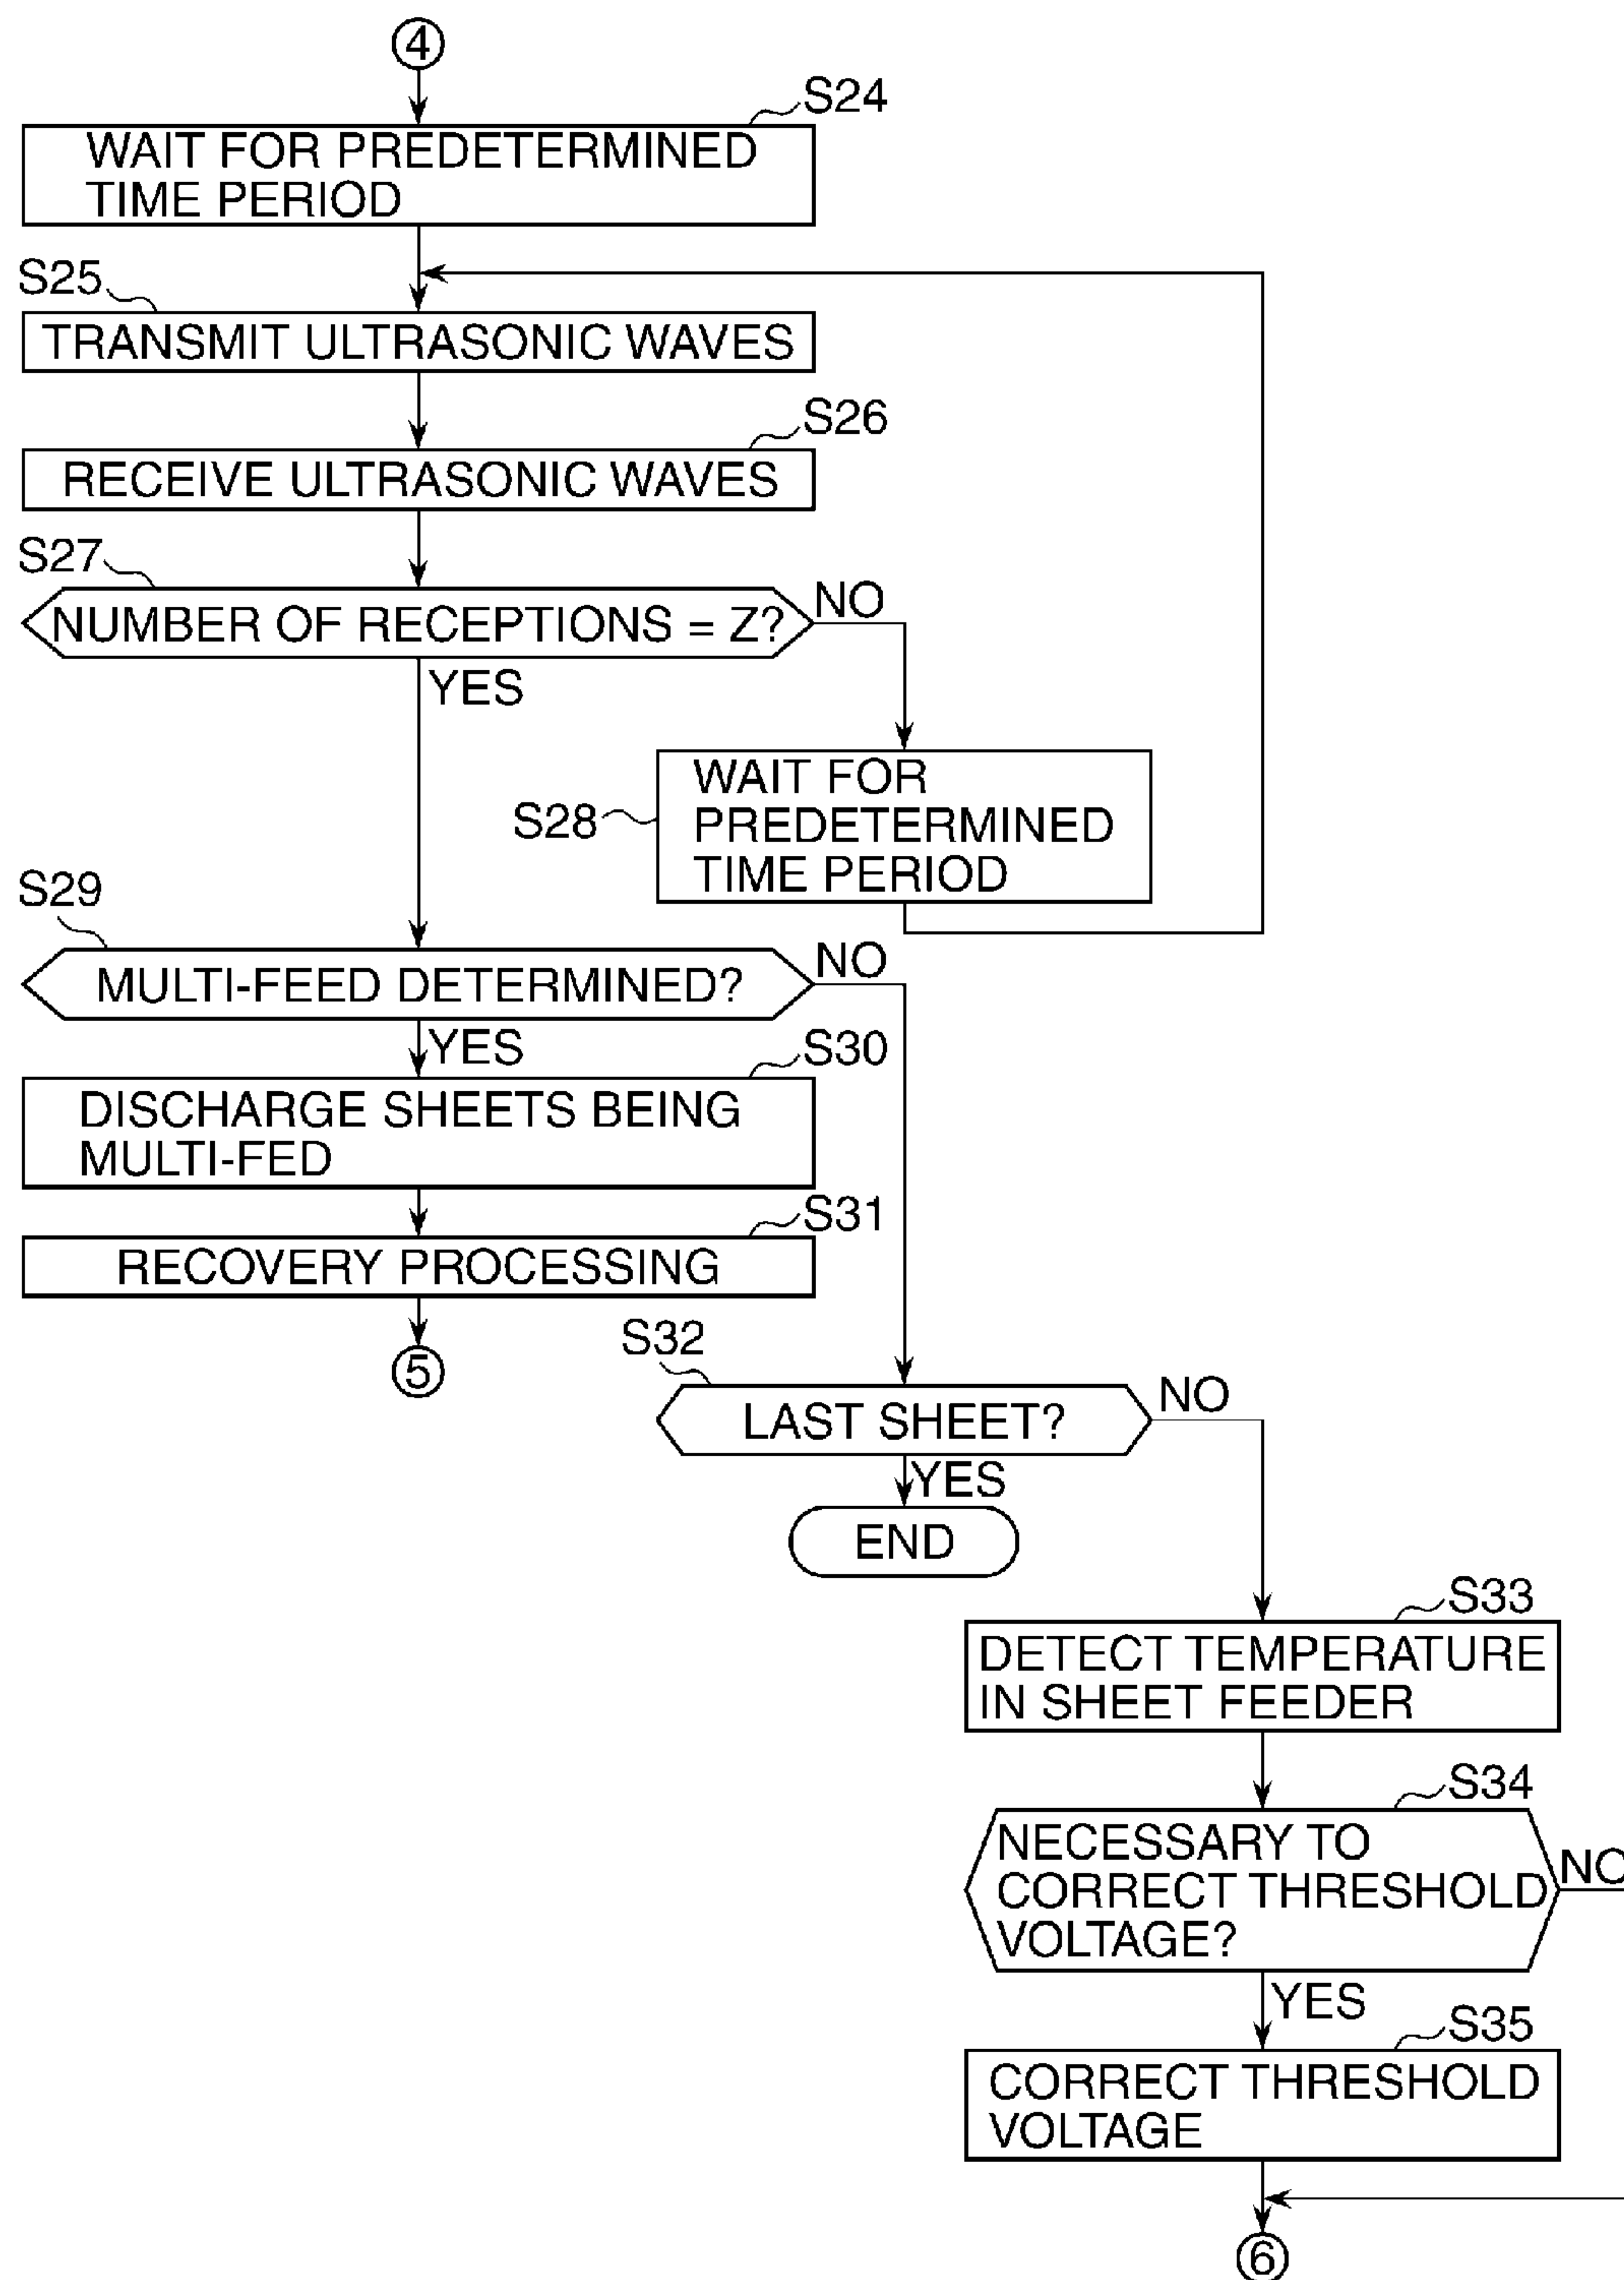 4
S24
WAIT FOR PREDETERMINED
TIME PERIOD
S25
TRANSMIT ULTRASONIC WAVES
S26
RECEIVE ULTRASONIC WAVES
S27
NUMBER OF RECEPTIONS = Z?
NO
YES
S28
WAIT FOR
PREDETERMINED
TIME PERIOD
S29
MULTI-FEED DETERMINED?
NO
YES
S30
DISCHARGE SHEETS BEING
MULTI-FED
S31
RECOVERY PROCESSING
5
S32
LAST SHEET?
NO
YES
END
S33
DETECT TEMPERATURE
IN SHEET FEEDER
S34
NECESSARY TO
CORRECT THRESHOLD
VOLTAGE?
NO
YES
S35
CORRECT THRESHOLD
VOLTAGE
6